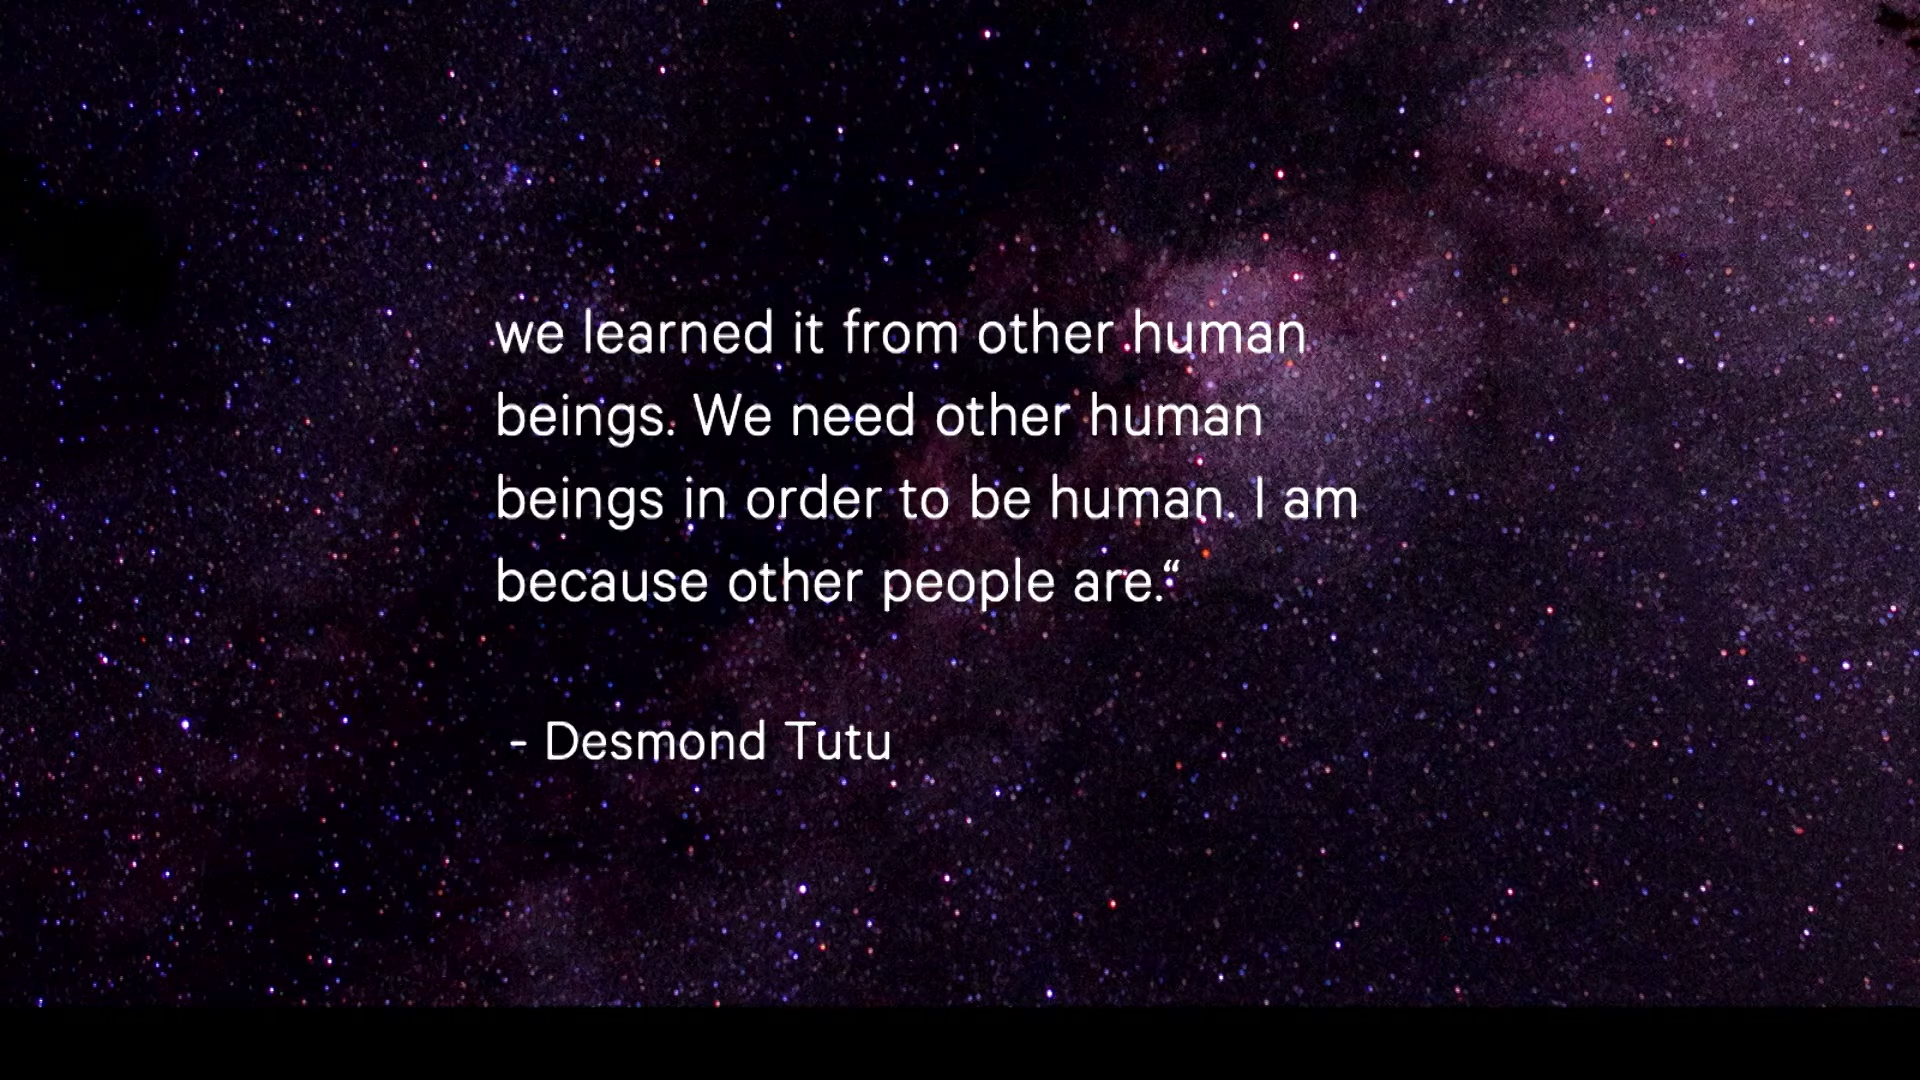 we learned it from other human
beings. We need other human
beings in order to be human. I am
because other people are.“
- Desmond Tutu